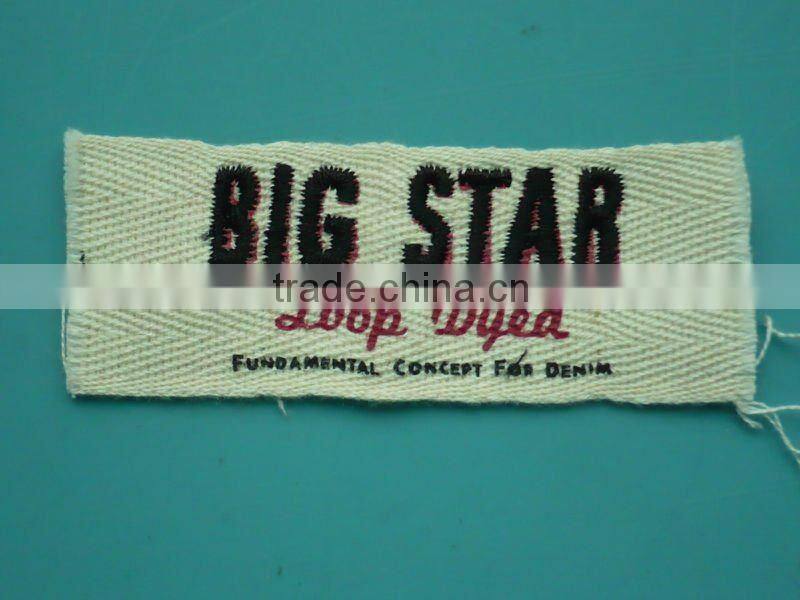 BIG STAR
trade.china.cn
Loop Dyed
FUNDAMENTAL CONCEPT FOR DENIM